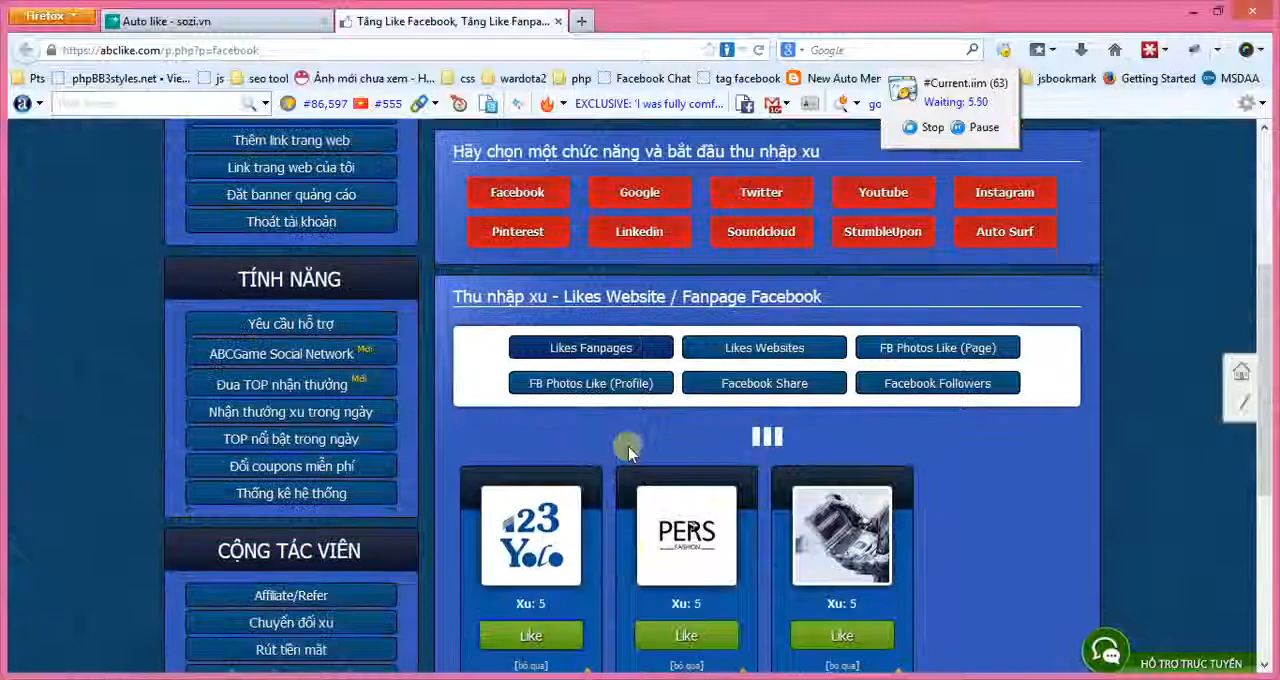 Firefox
Auto like - sozi.vn
Tăng Like Facebook, Tăng Like Fanpa...
https://abclike.com/p.php?p=facebook
Google
Pts
phpBB3styles.net • Vie...
js
seo tool
Ảnh mới chưa xem - H...
css
wardota2
php
Facebook Chat
tag facebook
New Auto Mer
jsbookmark
Getting Started
MSDAA
#86,597
#555
EXCLUSIVE: 'I was fully comf...
go
#Current.iim (63)
Waiting: 5.50
Stop
Pause
Thêm link trang web
Link trang web của tôi
Đặt banner quảng cáo
Thoát tài khoản
TÍNH NĂNG
Yêu cầu hỗ trợ
ABCGame Social Network Mới
Đua TOP nhận thưởng Mới
Nhận thưởng xu trong ngày
TOP nổi bật trong ngày
Đổi coupons miễn phí
Thống kê hệ thống
CỘNG TÁC VIÊN
Affiliate/Refer
Chuyển đổi xu
Rút tiền mặt
Hãy chọn một chức năng và bắt đầu thu nhập xu
Facebook
Google
Twitter
Youtube
Instagram
Pinterest
Linkedin
Soundcloud
StumbleUpon
Auto Surf
Thu nhập xu - Likes Website / Fanpage Facebook
Likes Fanpages
Likes Websites
FB Photos Like (Page)
FB Photos Like (Profile)
Facebook Share
Facebook Followers
123
YoLo
PERS
FASHION
Xu: 5
Xu: 5
Xu: 5
Like
Like
Like
[bỏ qua]
[bỏ qua]
[bỏ qua]
HỖ TRỢ TRỰC TUYẾN